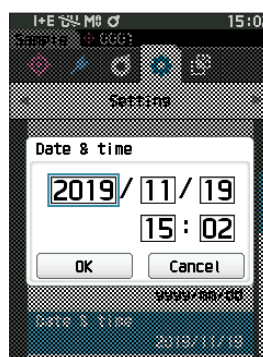 I+E M 15:0
Sample 0001
Setting
Date & time
2019/ 11/ 19
15: 02
OK Cancel
yyyy/mm/dd
Date & time
2019/11/19